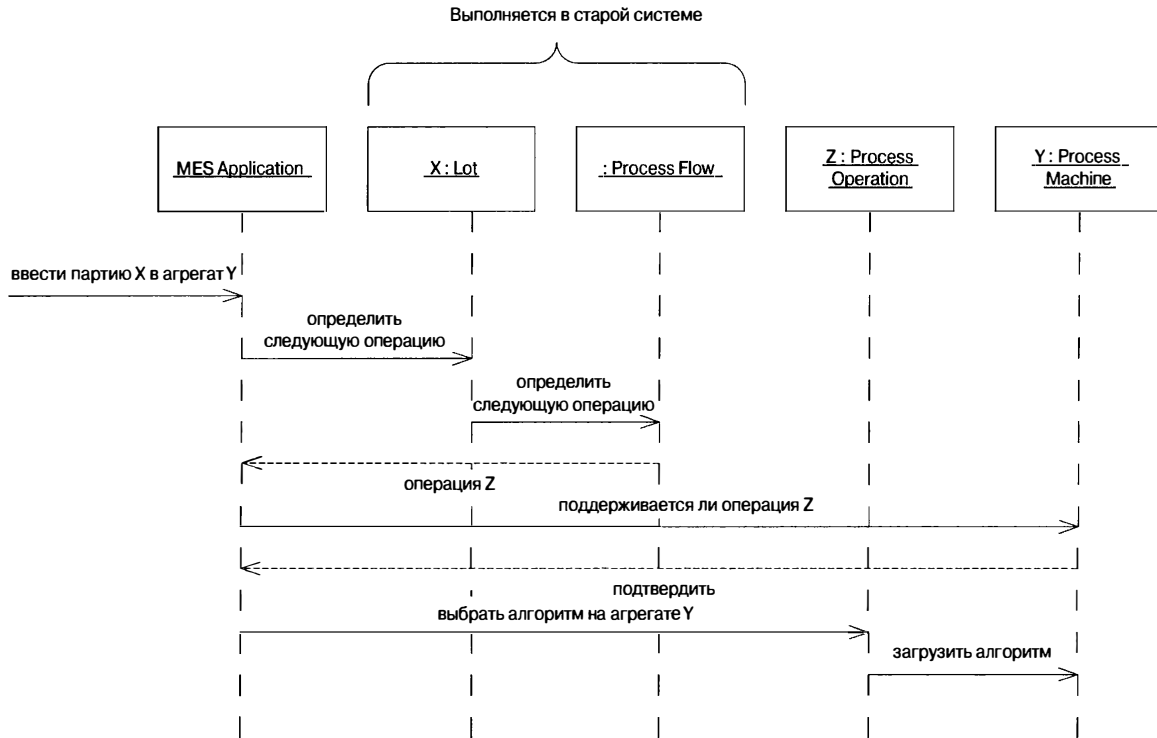 Выполняется в старой системе
MES Application
X : Lot
: Process Flow
Z : Process
Operation
Y : Process
Machine
ввести партию X в агрегат Y
определить
следующую операцию
определить
следующую операцию
операция Z
поддерживается ли операция Z
подтвердить
выбрать алгоритм на агрегате Y
загрузить алгоритм